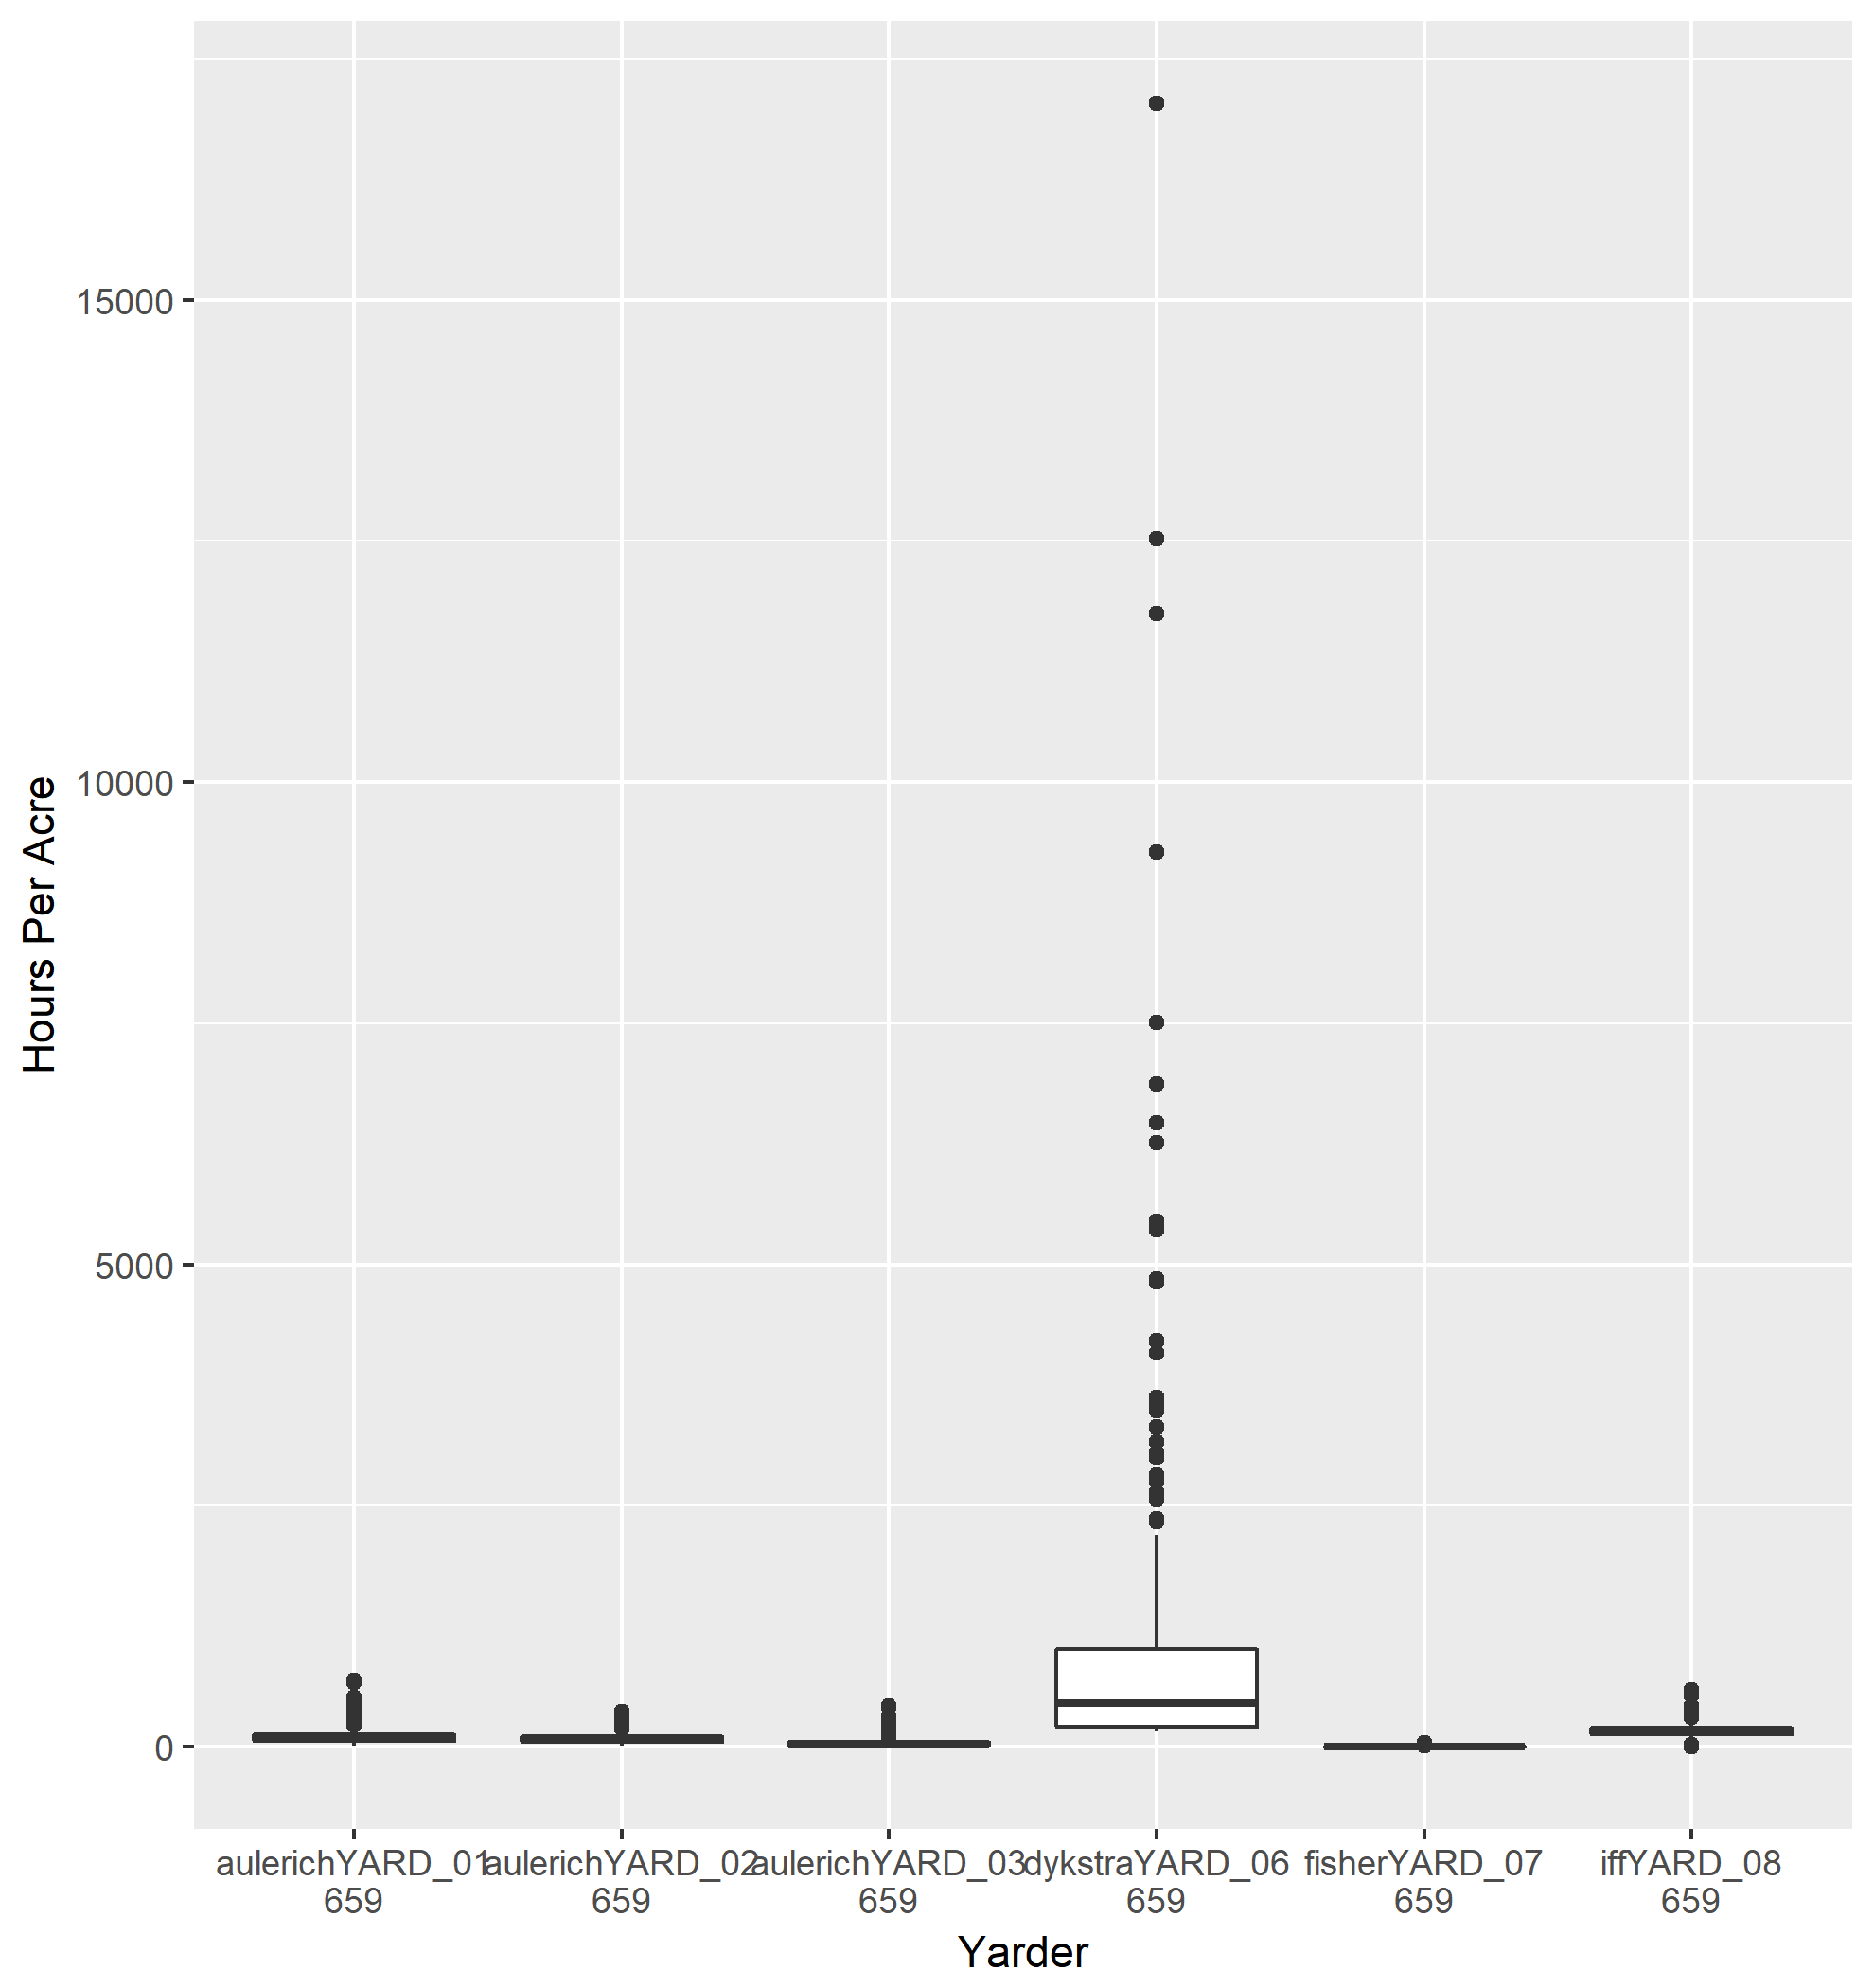 Hours Per Acre
15000
10000
5000
0
aulerichYARD_01 aulerichYARD_02 aulerichYARD_03 dykstraYARD_06 fisherYARD_07 iffYARD_08
659 659 659 659 659 659
Yarder